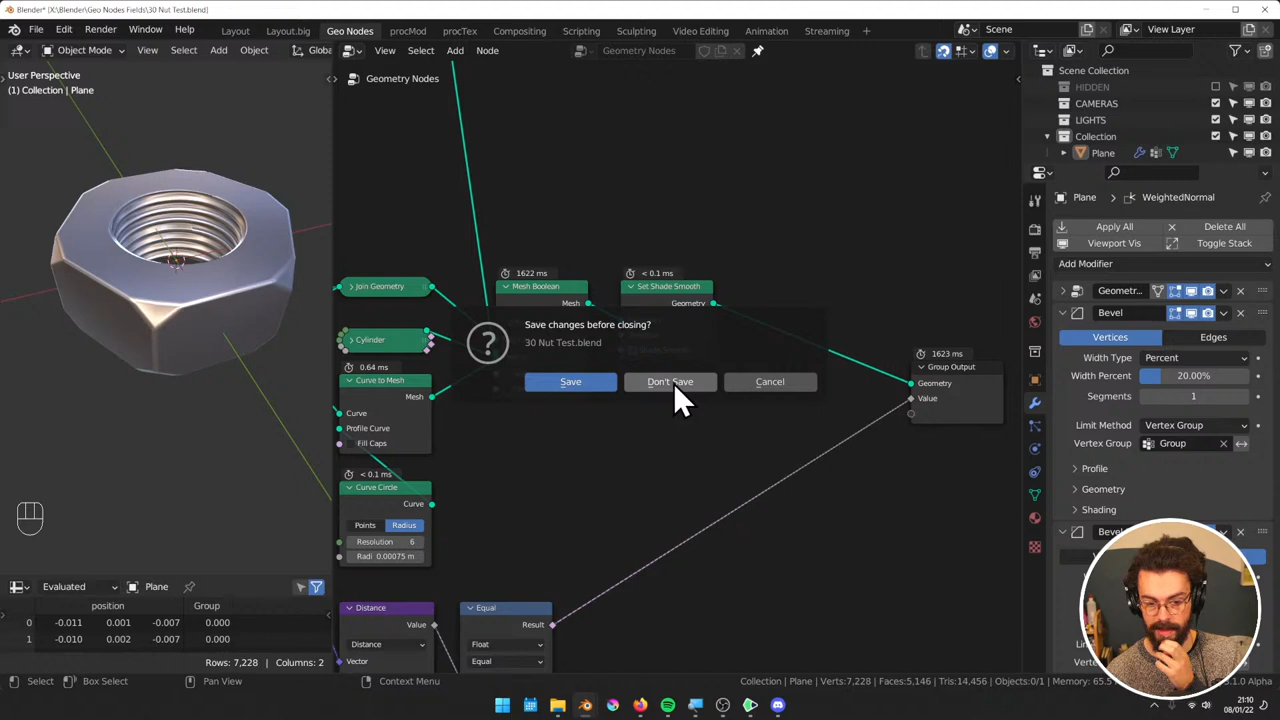 Blender* [X:\Blender\Geo Nodes Fields\30 Nut Test.blend]
File Edit Render Window Help Layout Layout.big Geo Nodes procMod procTex Compositing Scripting Sculpting Video Editing Animation Streaming + Scene View Layer
Object Mode View Select Add Object Globa View Select Add Node Geometry Nodes
User Perspective
(1) Collection | Plane
Geometry Nodes
Scene Collection
HIDDEN
CAMERAS
LIGHTS
Collection
Plane
Plane WeightedNormal
Apply All Delete All
Viewport Vis Toggle Stack
Add Modifier
Geometr...
Bevel
Vertices Edges
Width Type Percent
Width Percent 20.00%
Segments 1
Limit Method Vertex Group
Vertex Group Group
Profile
Geometry
Shading
Bevel
1622 ms
Mesh Boolean
Mesh
< 0.1 ms
Set Shade Smooth
Geometry
Join Geometry
Cylinder
0.64 ms
Curve to Mesh
Mesh
Curve
Profile Curve
Fill Caps
< 0.1 ms
Curve Circle
Curve
Points Radius
Resolution 6
Radi 0.00075 m
Save changes before closing?
30 Nut Test.blend
Save Don't Save Cancel
1623 ms
Group Output
Geometry
Value
Distance
Value
Distance
Vector
Equal
Result
Float
Equal
Evaluated Plane
position Group
0 -0.011 0.001 -0.007 0.000
1 -0.010 0.002 -0.007 0.000
Rows: 7,228 | Columns: 2
Select Box Select Pan View Context Menu Collection | Plane | Verts:7,228 | Faces:5,146 | Tris:14,456 | Objects:0/1 | Memory: 65.5
.1.0 Alpha
21:10
08/01/22